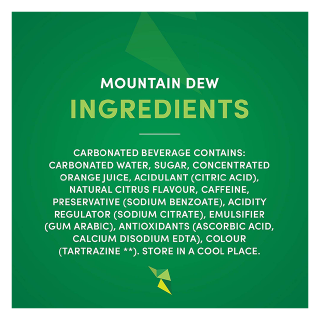 MOUNTAIN DEW
INGREDIENTS
CARBONATED BEVERAGE CONTAINS:
CARBONATED WATER, SUGAR, CONCENTRATED
ORANGE JUICE, ACIDULANT (CITRIC ACID),
NATURAL CITRUS FLAVOUR, CAFFEINE,
PRESERVATIVE (SODIUM BENZOATE), ACIDITY
REGULATOR (SODIUM CITRATE), EMULSIFIER
(GUM ARABIC), ANTIOXIDANTS (ASCORBIC ACID,
CALCIUM DISODIUM EDTA), COLOUR
(TARTRAZINE **). STORE IN A COOL PLACE.